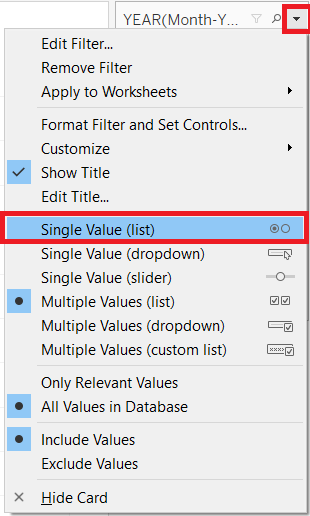 YEAR(Month-Y...
Edit Filter...
Remove Filter
Apply to Worksheets
Format Filter and Set Controls...
Customize
Show Title
Edit Title...
Single Value (list)
Single Value (dropdown)
Single Value (slider)
Multiple Values (list)
Multiple Values (dropdown)
Multiple Values (custom list)
Only Relevant Values
All Values in Database
Include Values
Exclude Values
Hide Card